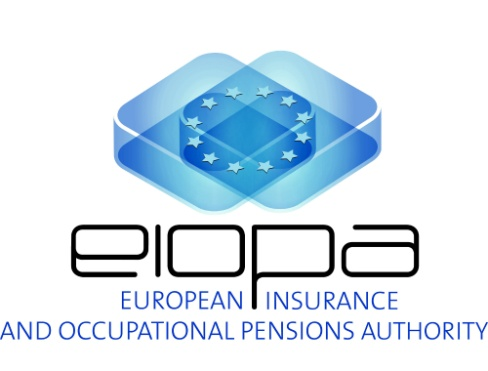 eiopa
EUROPEAN INSURANCE
AND OCCUPATIONAL PENSIONS AUTHORITY